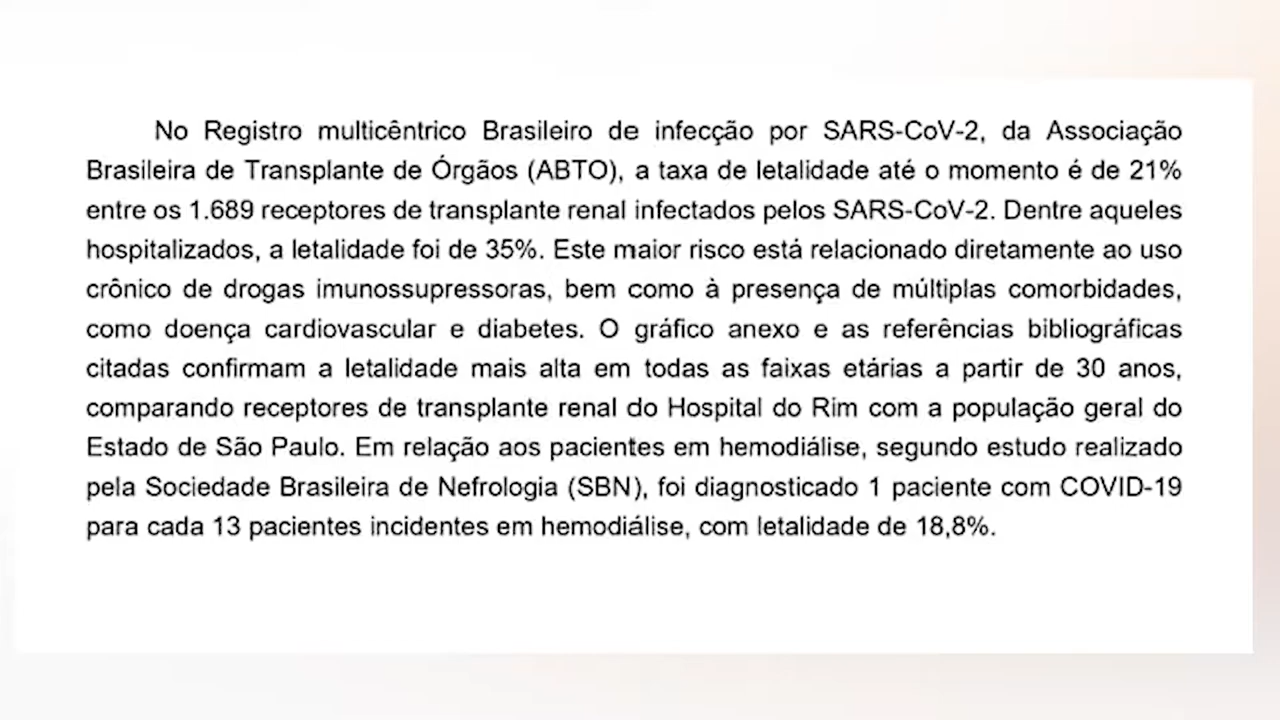 No Registro multicêntrico Brasileiro de infecção por SARS-CoV-2, da Associação
Brasileira de Transplante de Órgãos (ABTO), a taxa de letalidade até o momento é de 21%
entre os 1.689 receptores de transplante renal infectados pelos SARS-CoV-2. Dentre aqueles
hospitalizados, a letalidade foi de 35%. Este maior risco está relacionado diretamente ao uso
crônico de drogas imunossupressoras, bem como à presença de múltiplas comorbidades,
como doença cardiovascular e diabetes. O gráfico anexo e as referências bibliográficas
citadas confirmam a letalidade mais alta em todas as faixas etárias a partir de 30 anos,
comparando receptores de transplante renal do Hospital do Rim com a população geral do
Estado de São Paulo. Em relação aos pacientes em hemodiálise, segundo estudo realizado
pela Sociedade Brasileira de Nefrologia (SBN), foi diagnosticado 1 paciente com COVID-19
para cada 13 pacientes incidentes em hemodiálise, com letalidade de 18,8%.